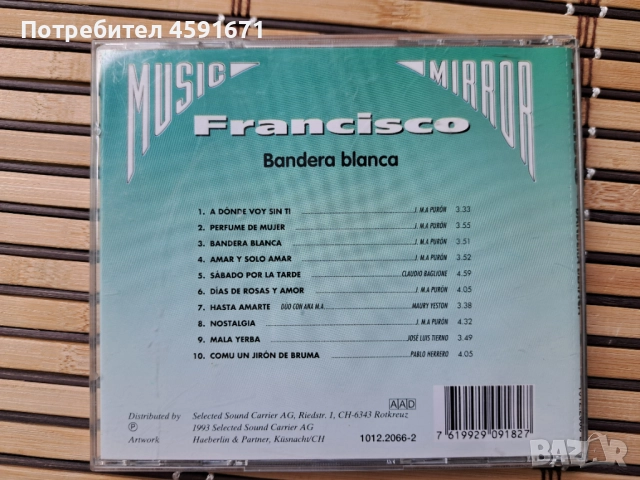 Потребител 4591671
MUSIC MIRROR
Francisco
Bandera blanca
1. A DÓNDE VOY SIN TI J. M.A PURÓN 3.33
2. PERFUME DE MUJER J. M.A PURÓN 3.55
3. BANDERA BLANCA J. M.A PURÓN 3.51
4. AMAR Y SOLO AMAR J. M.A PURÓN 3.52
5. SÁBADO POR LA TARDE CLAUDIO BAGLIONE 4.59
6. DÍAS DE ROSAS Y AMOR J. M.A PURÓN 4.05
7. HASTA AMARTE DÚO CON ANA M.A. MAURY YESTON 3.38
8. NOSTALGIA J. M.A PURÓN 4.32
9. MALA YERBA JOSÉ LUIS TIERNO 3.49
10. COMU UN JIRÓN DE BRUMA PABLO HERRERO 4.05
AAD
Distributed by Selected Sound Carrier AG, Riedstr. 1, CH-6343 Rotkreuz
Ⓟ 1993 Selected Sound Carrier AG
Artwork Haeberlin & Partner, Küsnacht/CH 1012.2066-2
7 619929 091827
BAZAR